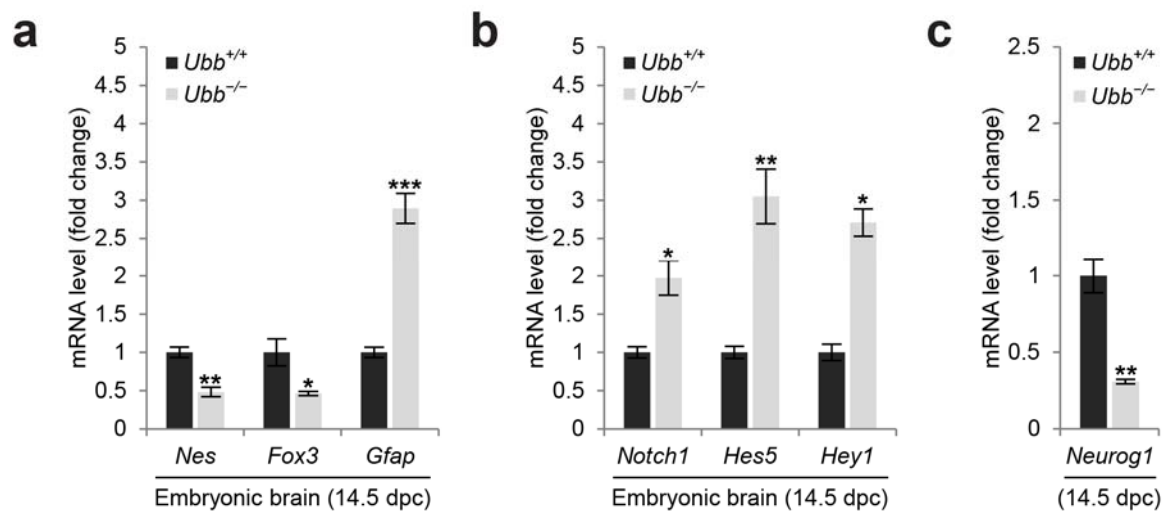 a
mRNA level (fold change)
5
4.5
4
3.5
3
2.5
2
1.5
1
0.5
0
Ubb+/+
Ubb−/−
**
*
***
Nes Fox3 Gfap
Embryonic brain (14.5 dpc)
b
mRNA level (fold change)
5
4.5
4
3.5
3
2.5
2
1.5
1
0.5
0
Ubb+/+
Ubb−/−
*
**
*
Notch1 Hes5 Hey1
Embryonic brain (14.5 dpc)
c
mRNA level (fold change)
2.5
2
1.5
1
0.5
0
Ubb+/+
Ubb−/−
**
Neurog1
(14.5 dpc)